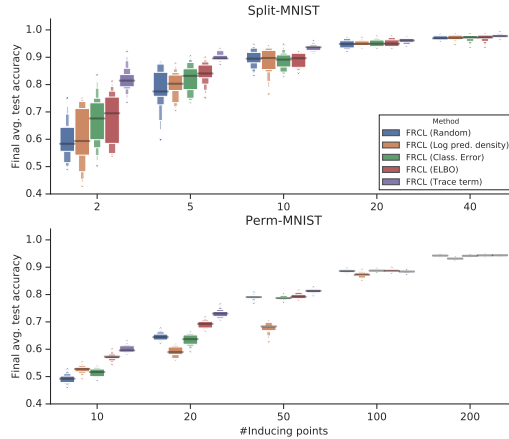 Split-MNIST
Final avg. test accuracy
1.0
0.9
0.8
0.7
0.6
0.5
0.4
2
5
10
20
40
Method
FRCL (Random)
FRCL (Log pred. density)
FRCL (Class. Error)
FRCL (ELBO)
FRCL (Trace term)
Perm-MNIST
Final avg. test accuracy
1.0
0.9
0.8
0.7
0.6
0.5
0.4
10
20
50
100
200
#Inducing points